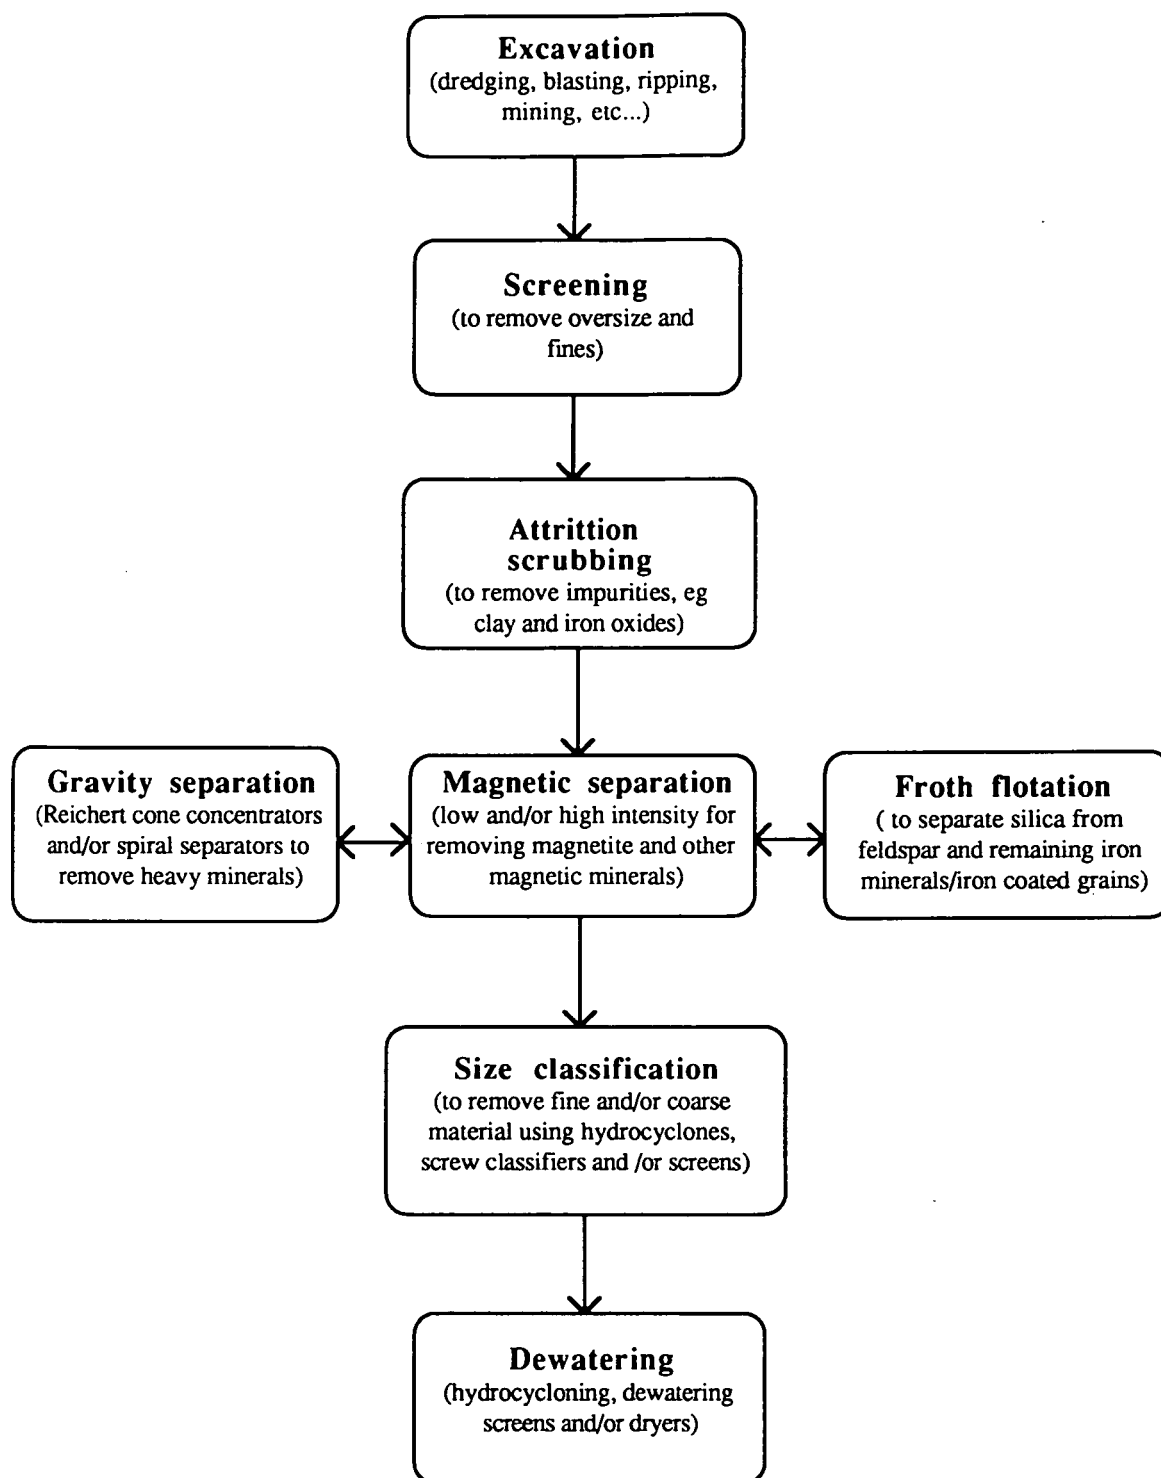 Excavation
(dredging, blasting, ripping,
mining, etc...)
Screening
(to remove oversize and
fines)
Attrittion
scrubbing
(to remove impurities, eg
clay and iron oxides)
Gravity separation
(Reichert cone concentrators
and/or spiral separators to
remove heavy minerals)
Magnetic separation
(low and/or high intensity for
removing magnetite and other
magnetic minerals)
Froth flotation
( to separate silica from
feldspar and remaining iron
minerals/iron coated grains)
Size classification
(to remove fine and/or coarse
material using hydrocyclones,
screw classifiers and /or screens)
Dewatering
(hydrocycloning, dewatering
screens and/or dryers)